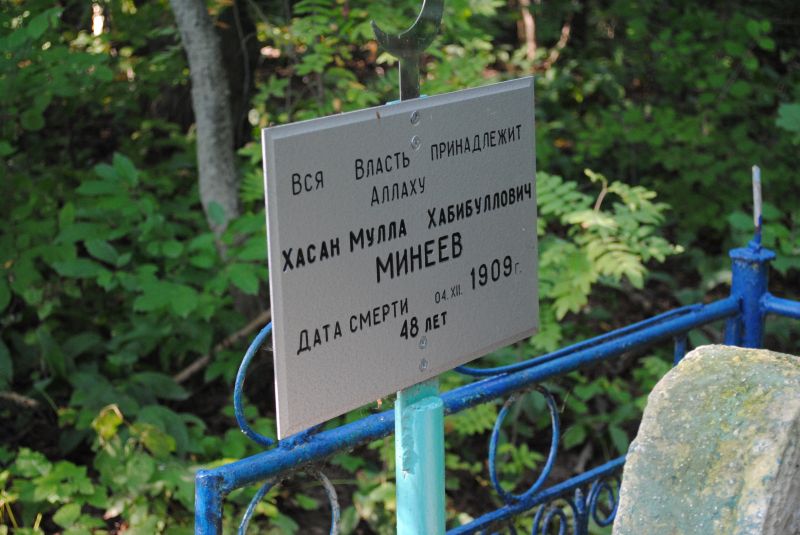 Вся Власть принадлежит
Аллаху
Хасан Мулла Хабибуллович
Минеев
Дата смерти 04.XII. 1909г.
48 лет